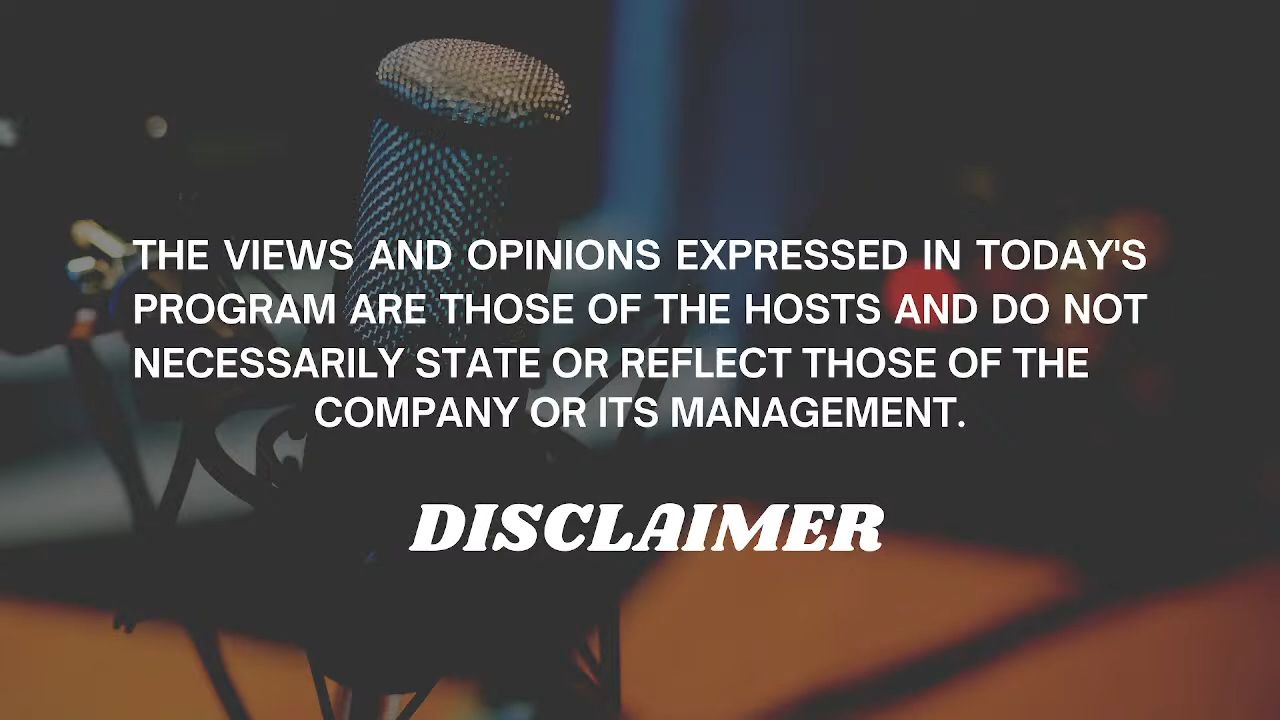 THE VIEWS AND OPINIONS EXPRESSED IN TODAY'S
PROGRAM ARE THOSE OF THE HOSTS AND DO NOT
NECESSARILY STATE OR REFLECT THOSE OF THE
COMPANY OR ITS MANAGEMENT.
DISCLAIMER